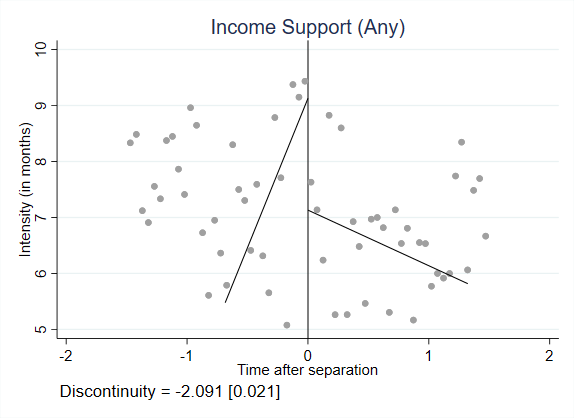 Income Support (Any)
Intensity (in months)
10
9
8
7
6
5
-2
-1
0
1
2
Time after separation
Discontinuity = -2.091 [0.021]